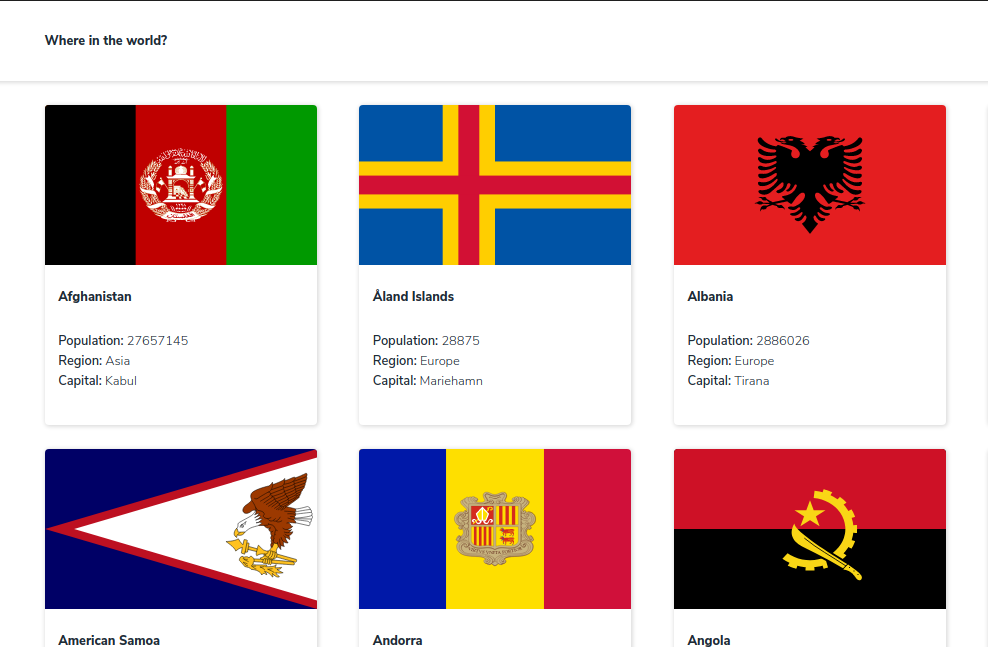 Where in the world?
Afghanistan
Population: 27657145
Region: Asia
Capital: Kabul
Åland Islands
Population: 28875
Region: Europe
Capital: Mariehamn
Albania
Population: 2886026
Region: Europe
Capital: Tirana
American Samoa
Andorra
Angola